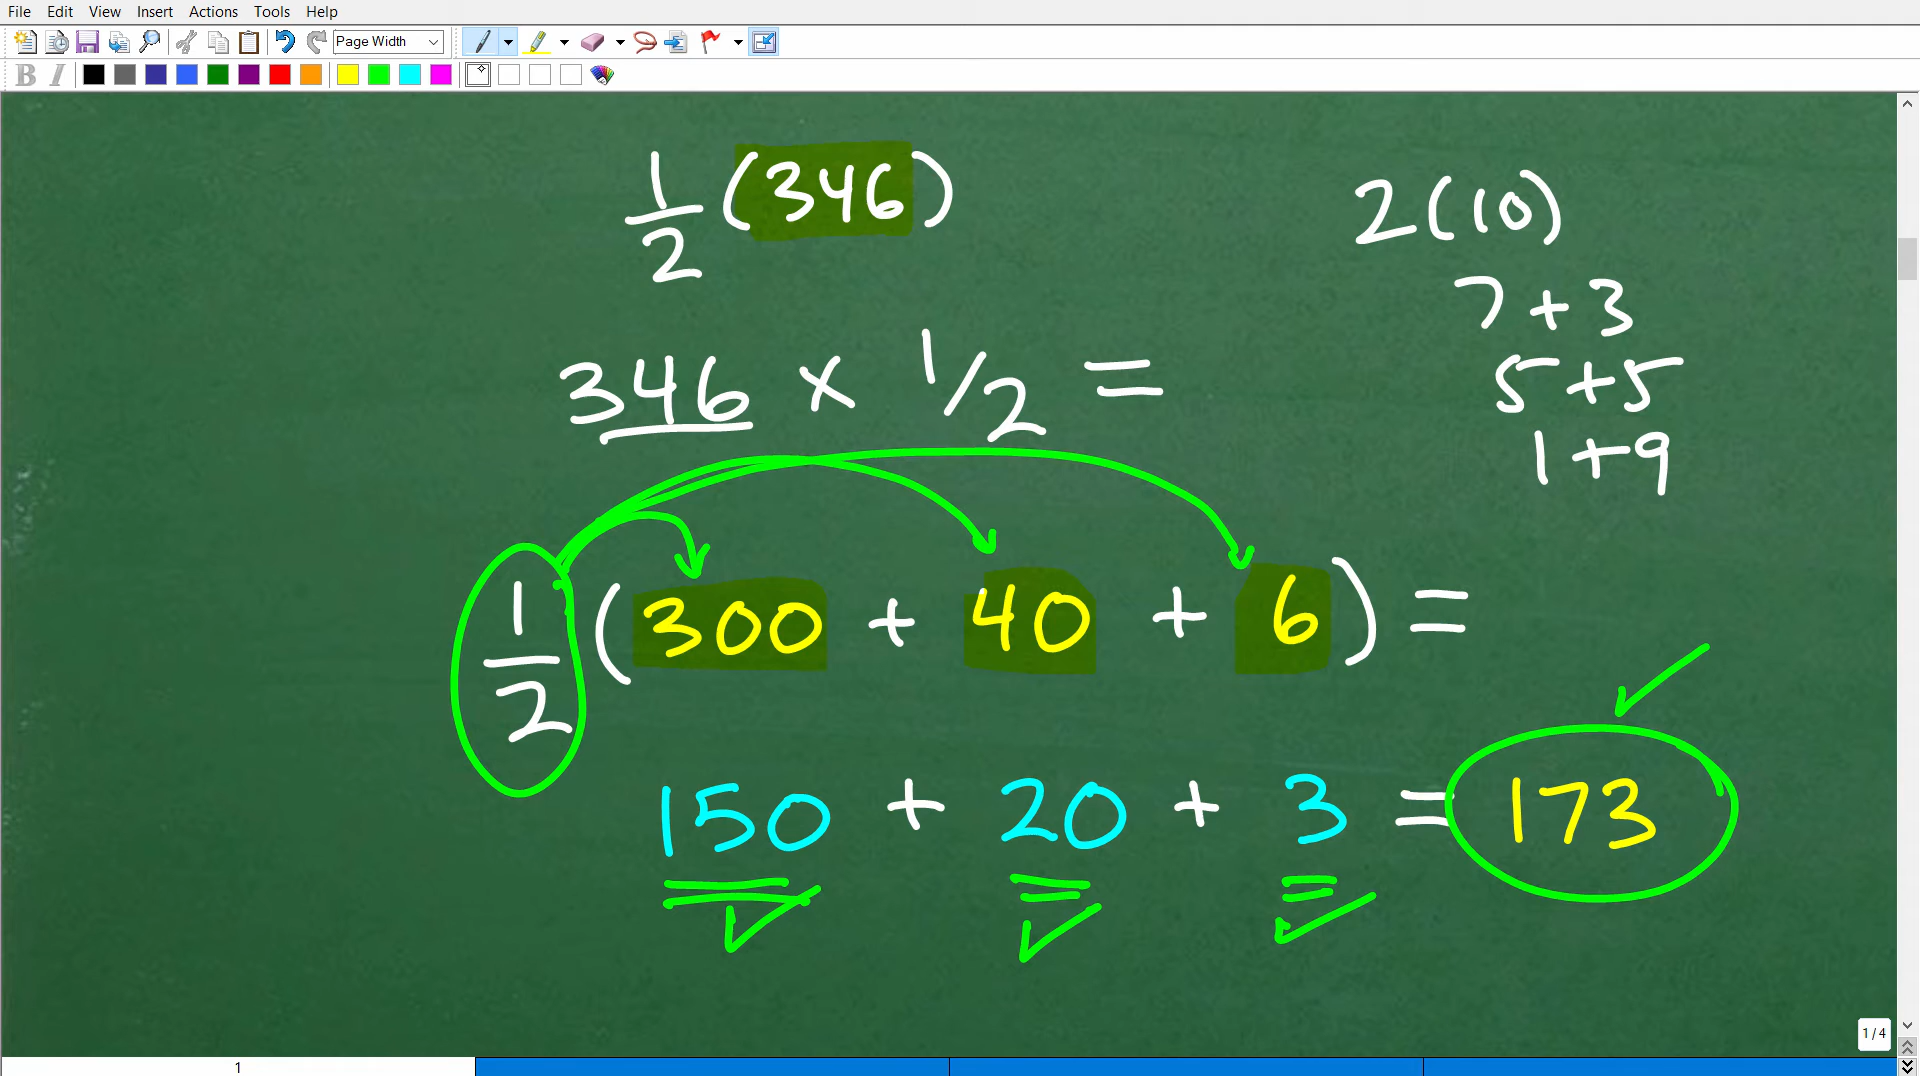 File Edit View Insert Actions Tools Help
Page Width
B I
1/2 (346)
2(10)
7+3
346 x 1/2 =
5+5
1+9
1/2 (300 + 40 + 6) =
150 + 20 + 3 = 173
1 / 4
1